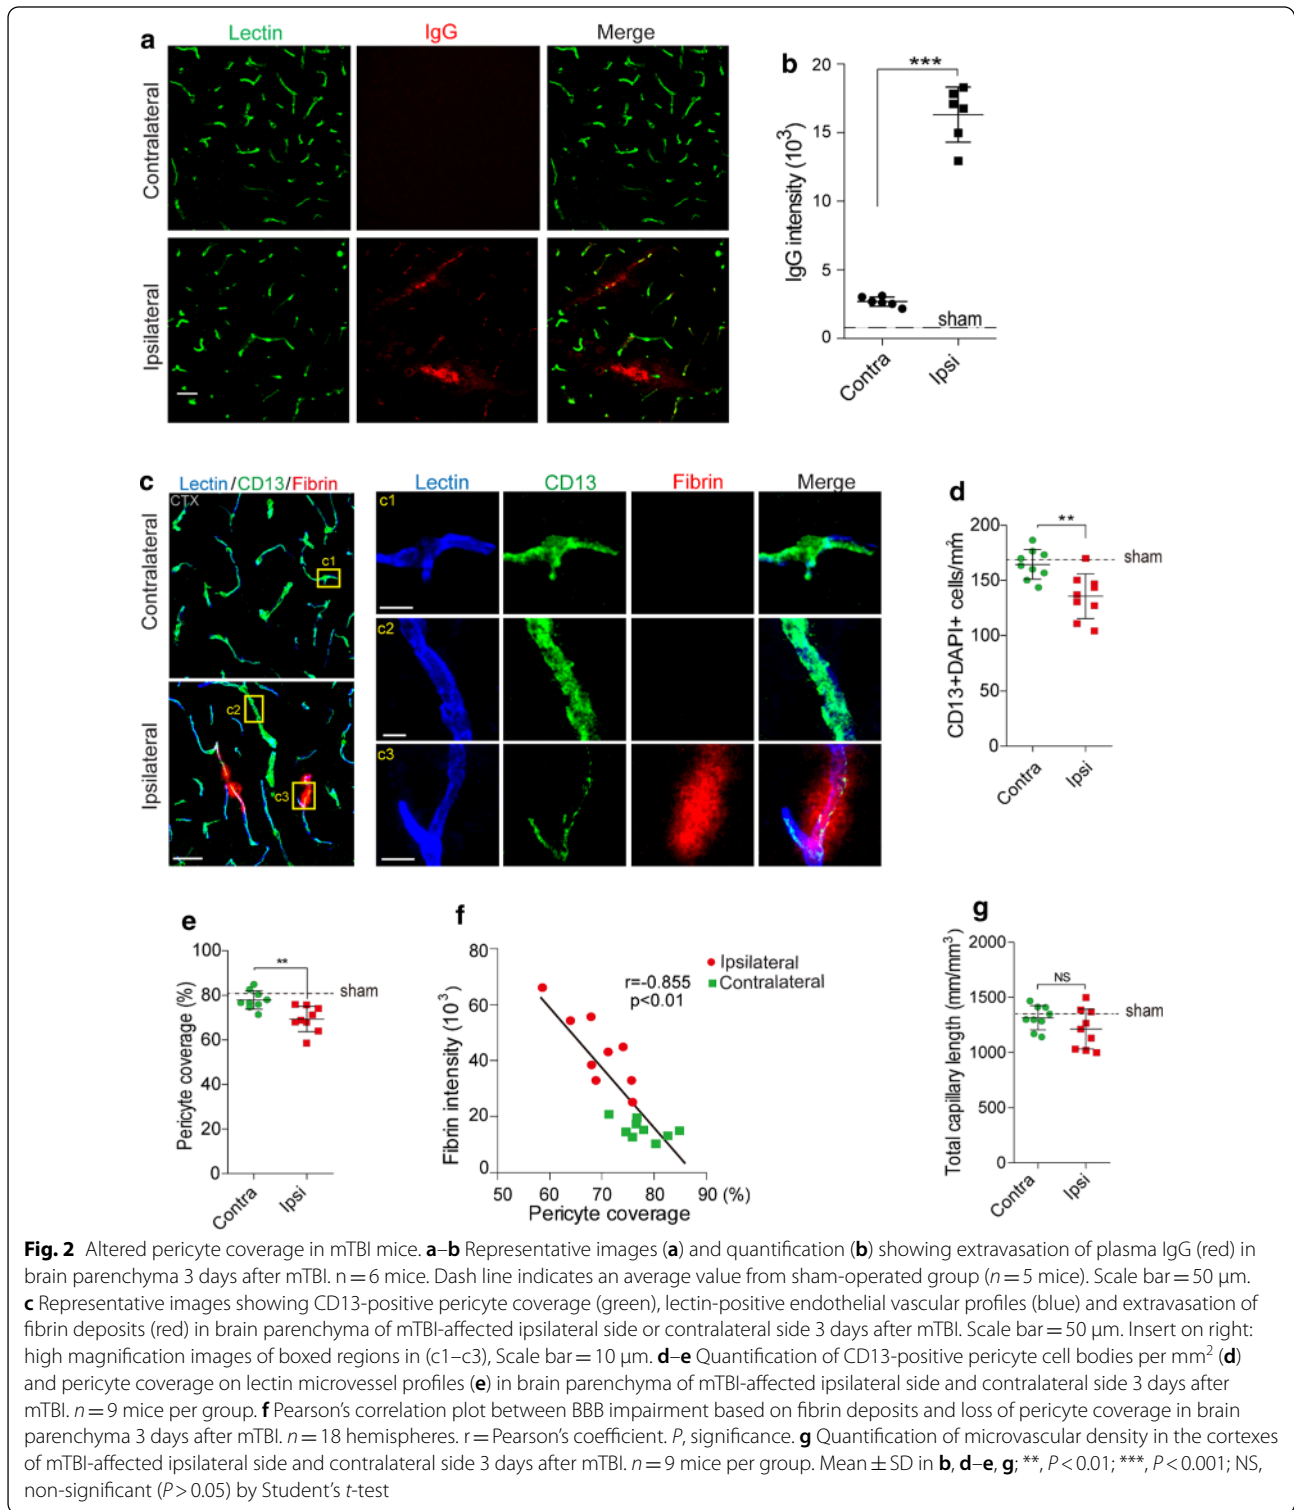 a
Lectin
IgG
Merge
Contralateral
Ipsilateral
b
***
IgG intensity (10³)
20
15
10
5
0
sham
Contra
Ipsi
c
Lectin/CD13/Fibrin
CTX
Contralateral
Ipsilateral
c1
c2
c3
Lectin
CD13
Fibrin
Merge
c1
c2
c3
d
**
CD13+DAPI+ cells/mm²
200
150
100
50
0
sham
Contra
Ipsi
e
**
Pericyte coverage (%)
100
80
60
40
20
0
sham
Contra
Ipsi
f
Fibrin intensity (10³)
80
60
40
20
0
Ipsilateral
Contralateral
r=-0.855
p<0.01
50 60 70 80 90 (%)
Pericyte coverage
g
NS
Total capillary length (mm/mm³)
2000
1500
1000
500
0
sham
Contra
Ipsi
Fig. 2 Altered pericyte coverage in mTBI mice. a–b Representative images (a) and quantification (b) showing extravasation of plasma IgG (red) in
brain parenchyma 3 days after mTBI. n = 6 mice. Dash line indicates an average value from sham-operated group (n = 5 mice). Scale bar = 50 μm.
c Representative images showing CD13-positive pericyte coverage (green), lectin-positive endothelial vascular profiles (blue) and extravasation of
fibrin deposits (red) in brain parenchyma of mTBI-affected ipsilateral side or contralateral side 3 days after mTBI. Scale bar = 50 μm. Insert on right:
high magnification images of boxed regions in (c1–c3), Scale bar = 10 μm. d–e Quantification of CD13-positive pericyte cell bodies per mm² (d)
and pericyte coverage on lectin microvessel profiles (e) in brain parenchyma of mTBI-affected ipsilateral side and contralateral side 3 days after
mTBI. n = 9 mice per group. f Pearson's correlation plot between BBB impairment based on fibrin deposits and loss of pericyte coverage in brain
parenchyma 3 days after mTBI. n = 18 hemispheres. r = Pearson's coefficient. P, significance. g Quantification of microvascular density in the cortexes
of mTBI-affected ipsilateral side and contralateral side 3 days after mTBI. n = 9 mice per group. Mean ± SD in b, d–e, g; **, P < 0.01; ***, P < 0.001; NS,
non-significant (P > 0.05) by Student's t-test